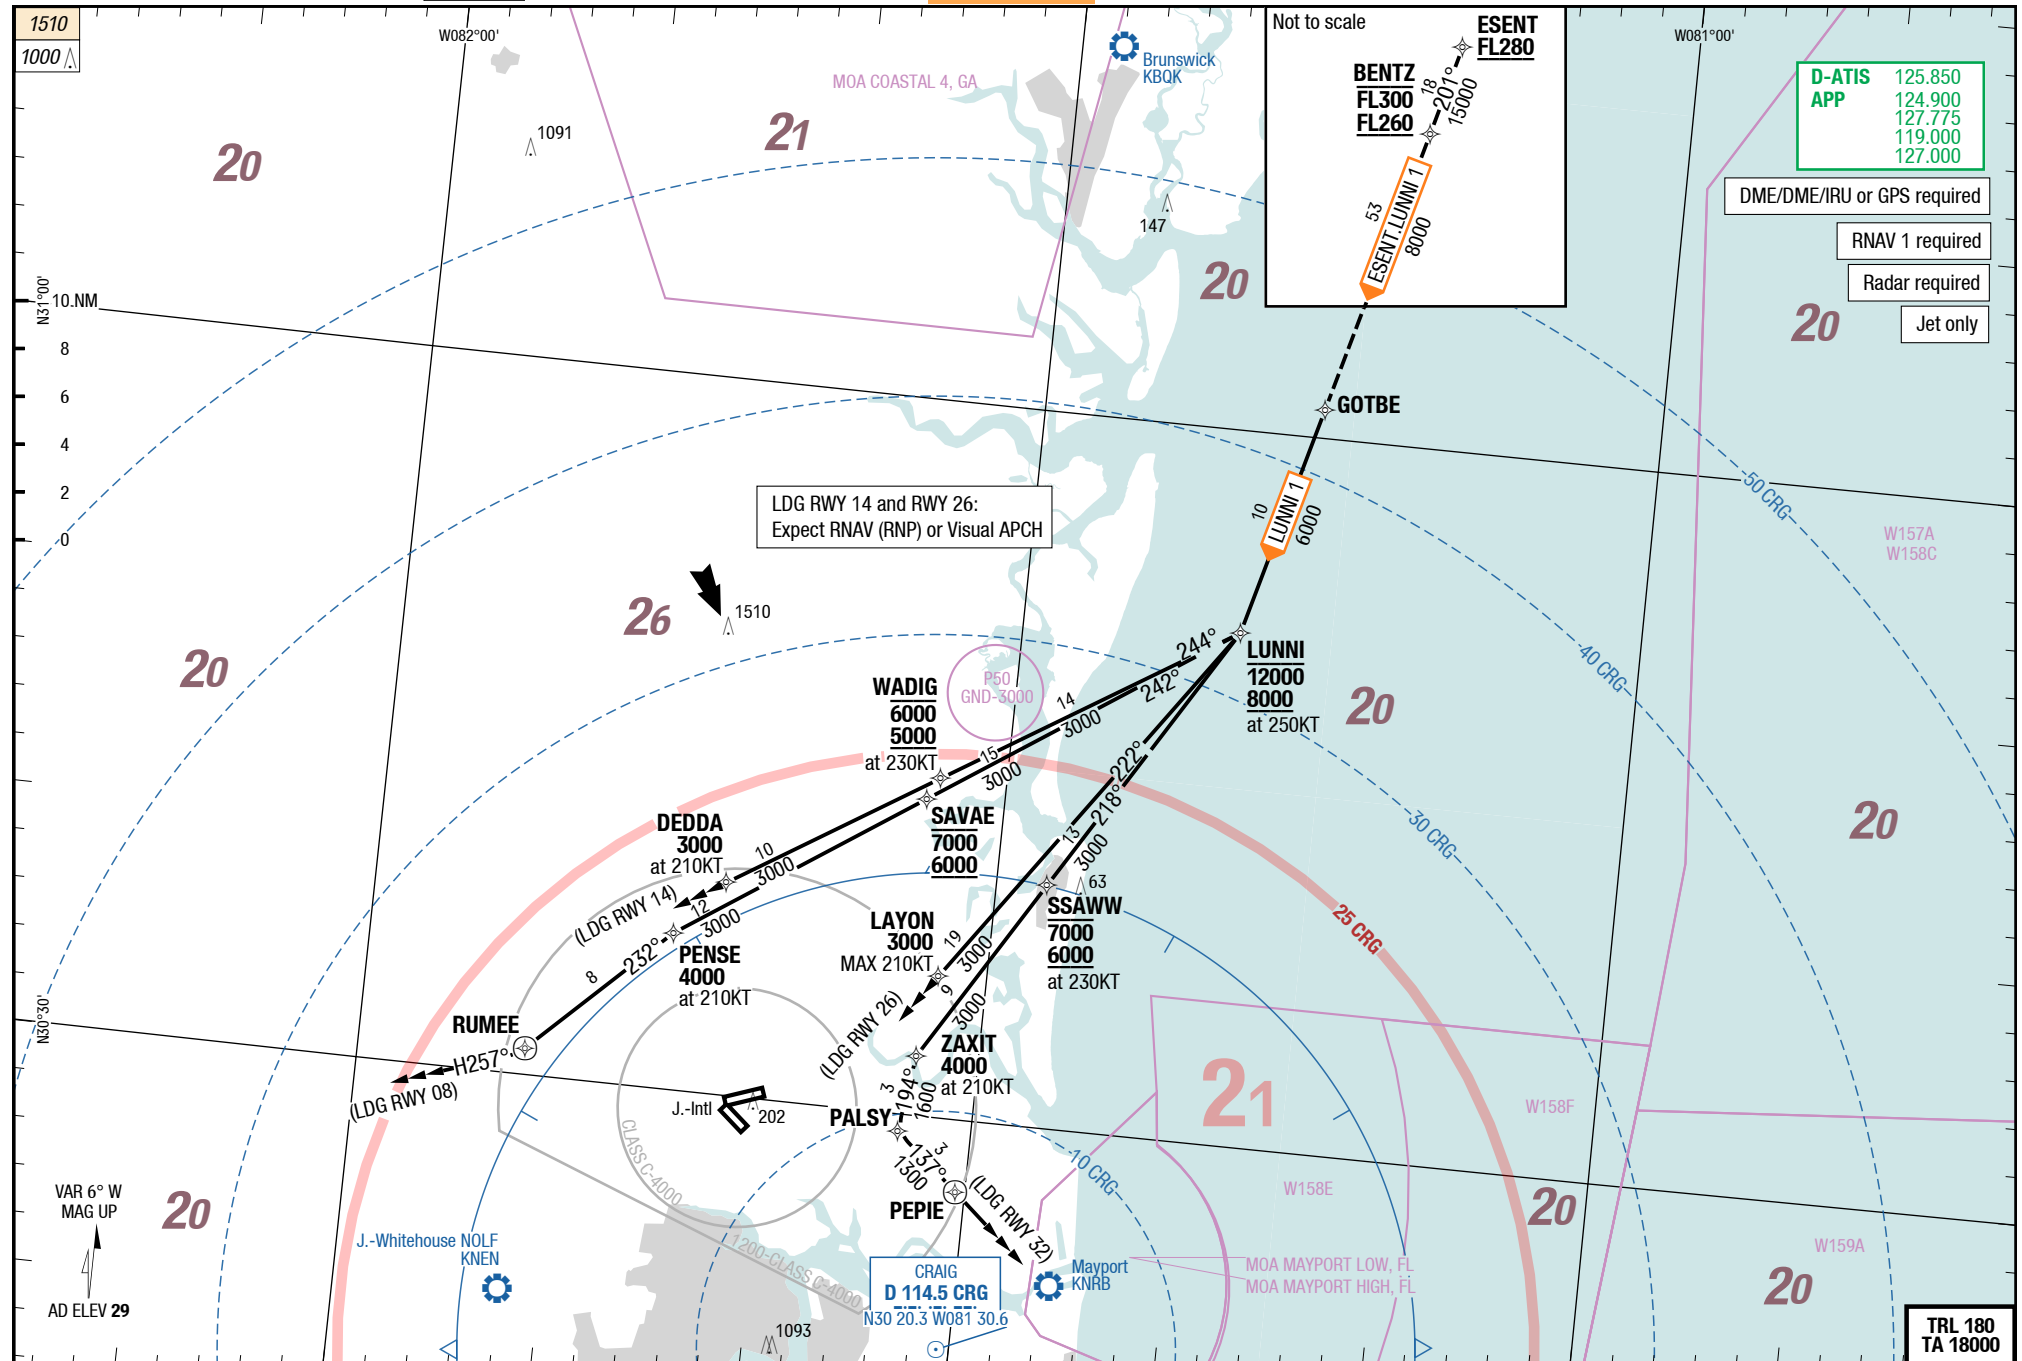 1510
1000
W082°00'
W081°00'
Brunswick
KBQK
MOA COASTAL 4, GA
Not to scale
ESENT
FL280
BENTZ
FL300
FL260
18
201°
15000
53
ESENT.LUNNI 1
8000
D-ATIS 125.850
APP 124.900
127.775
119.000
127.000
DME/DME/IRU or GPS required
RNAV 1 required
Radar required
Jet only
1091
20
21
147
20
20
N31°00'
10 NM
8
6
4
2
0
GOTBE
LDG RWY 14 and RWY 26:
Expect RNAV (RNP) or Visual APCH
10
LUNNI 1
6000
50 CRG
W157A
W158C
26
1510
20
P50
GND-3000
244°
242°
LUNNI
12000
8000
at 250KT
40 CRG
20
WADIG
6000
5000
at 230KT
14
3000
15
3000
222°
218°
SAVAE
7000
6000
DEDDA
3000
at 210KT
10
3000
13
3000
30 CRG
20
63
(LDG RWY 14)
12
3000
LAYON
3000
MAX 210KT
19
3000
SSAWW
7000
6000
at 230KT
25 CRG
PENSE
4000
at 210KT
8
232°
9
3000
(LDG RWY 26)
N30°30'
RUMEE
H257°
(LDG RWY 08)
ZAXIT
4000
at 210KT
3
194°
1600
J.-Intl
202
PALSY
21
W158F
CLASS C-4000
3
137°
1300
(LDG RWY 32)
10 CRG
PEPIE
W158E
20
VAR 6° W
MAG UP
20
AD ELEV 29
J.-Whitehouse NOLF
KNEN
1200-CLASS C-4000
CRAIG
D 114.5 CRG
N30 20.3 W081 30.6
Mayport
KNRB
MOA MAYPORT LOW, FL
MOA MAYPORT HIGH, FL
W159A
20
1093
TRL 180
TA 18000